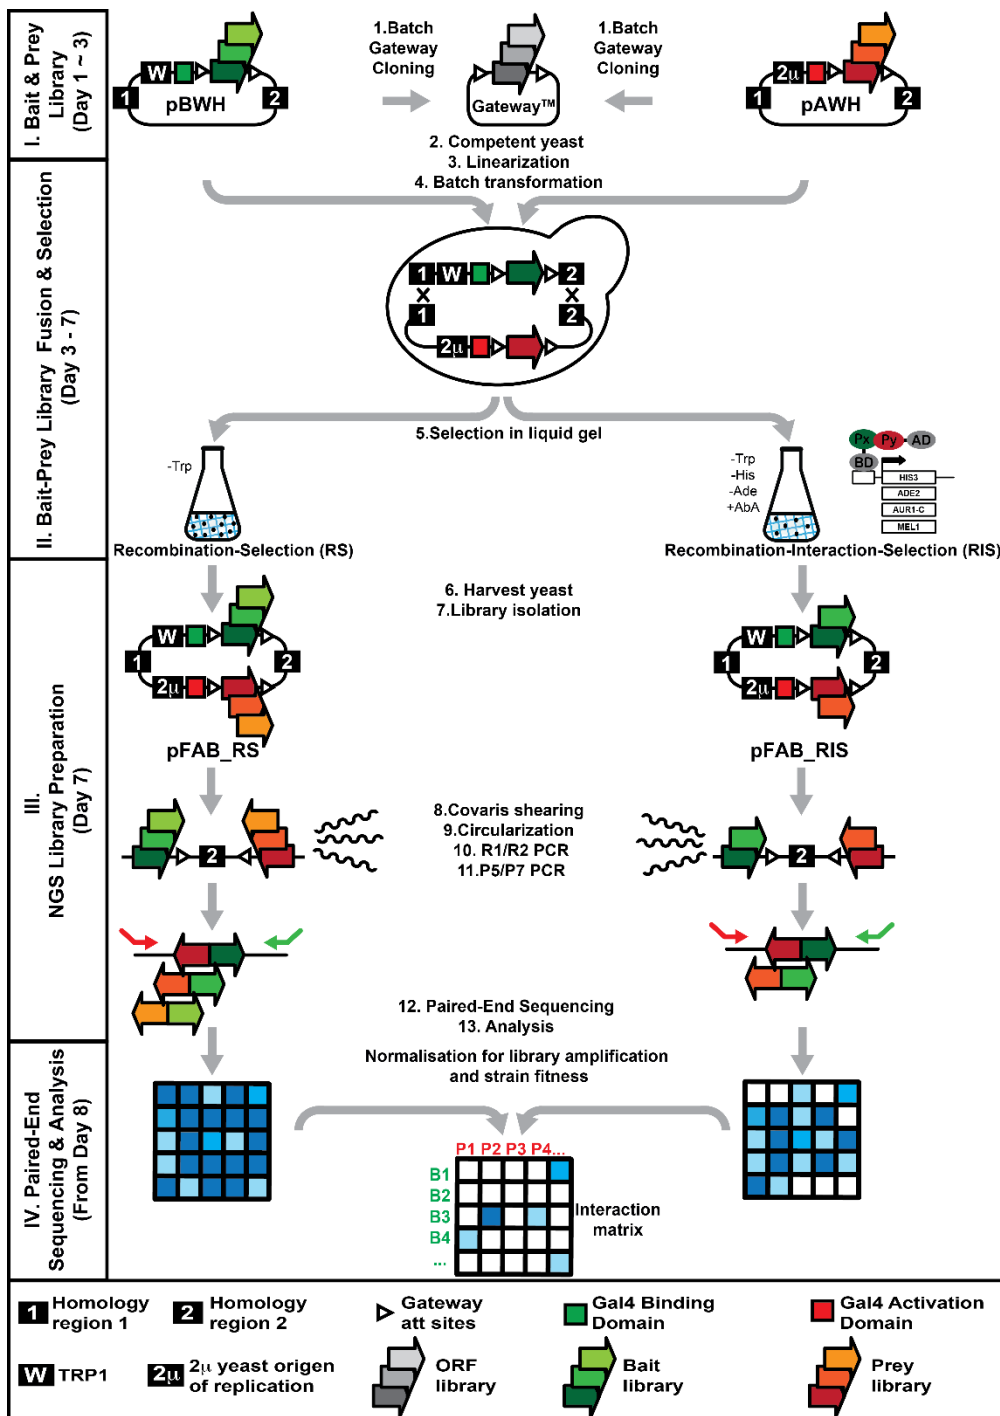 I. Bait & Prey
Library
(Day 1 ~ 3)
W
1
2
pBWH
1.Batch
Gateway
Cloning
Gateway™
1.Batch
Gateway
Cloning
2µ
1
2
pAWH
2. Competent yeast
3. Linearization
4. Batch transformation
II. Bait-Prey Library Fusion & Selection
(Day 3 - 7)
1
W
2
1
2
2µ
5.Selection in liquid gel
-Trp
Recombination-Selection (RS)
-Trp
-His
-Ade
+AbA
Px
Py
AD
BD
HIS3
ADE2
AUR1-C
MEL1
Recombination-Interaction-Selection (RIS)
III.
NGS Library Preparation
(Day 7)
6. Harvest yeast
7.Library isolation
W
1
2
2µ
pFAB_RS
W
1
2
2µ
pFAB_RIS
2
8.Covaris shearing
9.Circularization
10. R1/R2 PCR
11.P5/P7 PCR
2
12. Paired-End Sequencing
13. Analysis
IV. Paired-End
Sequencing & Analysis
(From Day 8)
Normalisation for library amplification
and strain fitness
P1 P2 P3 P4...
B1
B2
B3
B4
...
Interaction
matrix
1 Homology
region 1
2 Homology
region 2
Gateway
att sites
Gal4 Binding
Domain
Gal4 Activation
Domain
W TRP1
2µ 2µ yeast origen
of replication
ORF
library
Bait
library
Prey
library